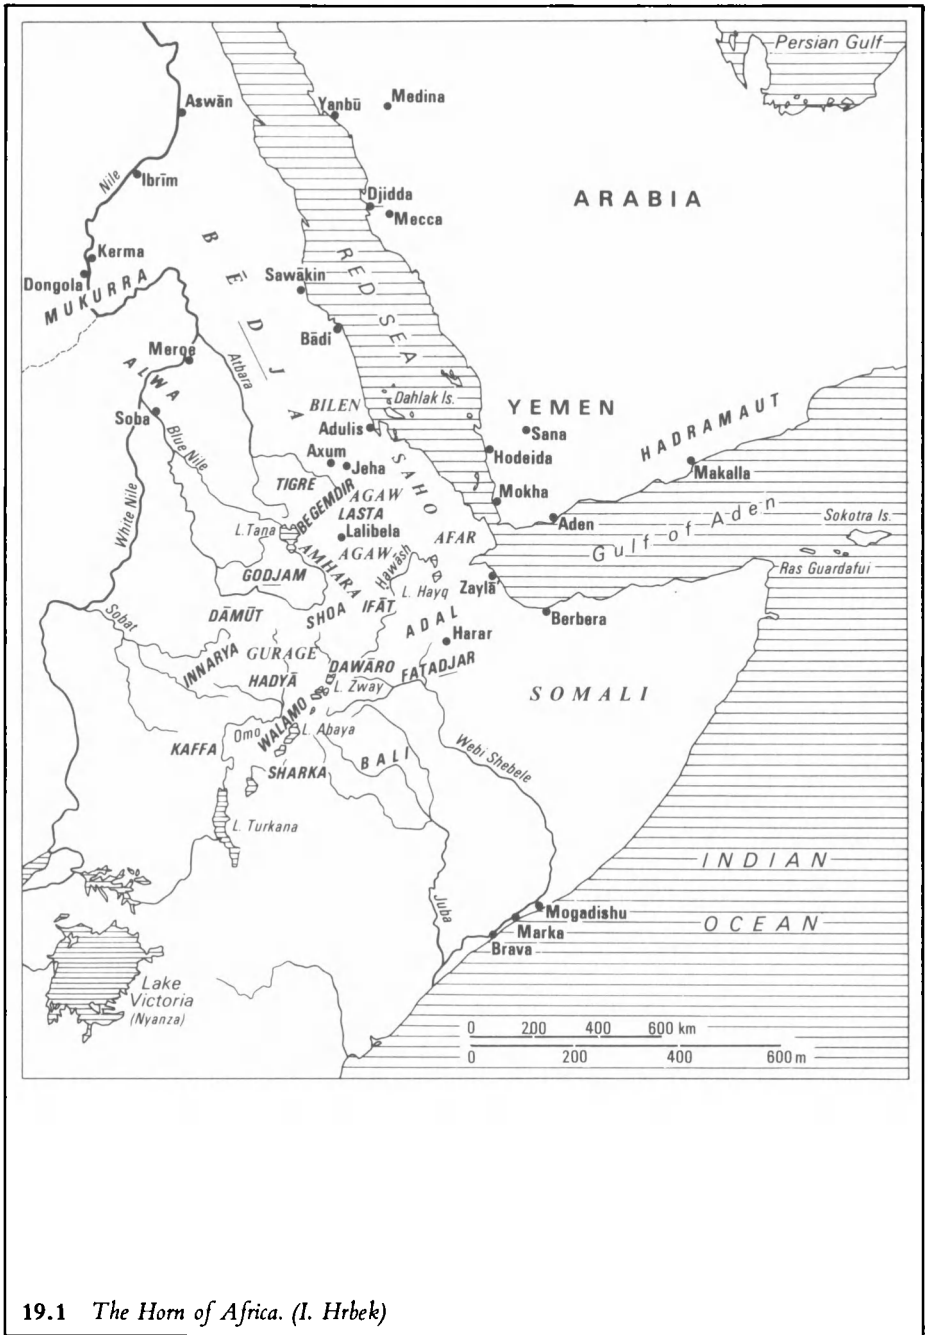 Persian Gulf
Aswān
Yanbū
Medina
Nile
Ibrīm
Djidda
Mecca
ARABIA
Kerma
Dongola
MUKURRA
BĒDJA
Sawākin
RED SEA
Bādi
Meroe
ALWA
Atbara
Soba
Blue Nile
BILEN
Dahlak Is.
Adulis
YEMEN
Sana
Hodeida
HADRAMAUT
Makalla
Axum
Jeha
SAHO
TIGRĒ
BEGEMDIR
AGAW
LASTA
Mokha
Aden
Gulf of Aden
Sokotra Is.
White Nile
L. Tana
Lalibela
AGAW
AFAR
AMHARA
Hawāsh
Ras Guardafui
GODJAM
L. Hayq
Zaylā'
Berbera
Sobat
DĀMŪT
SHOA
IFĀT
ADAL
Harar
INNARYA
GURAGE
HADYĀ
DAWĀRO
FATADJAR
L. Zway
SOMALI
Omo
WALAMO
L. Abaya
KAFFA
BALI
Webi Shebele
SHARKA
L. Turkana
INDIAN
OCEAN
Juba
Mogadishu
Marka
Brava
Lake
Victoria
(Nyanza)
0 200 400 600 km
0 200 400 600 m
19.1 The Horn of Africa. (I. Hrbek)